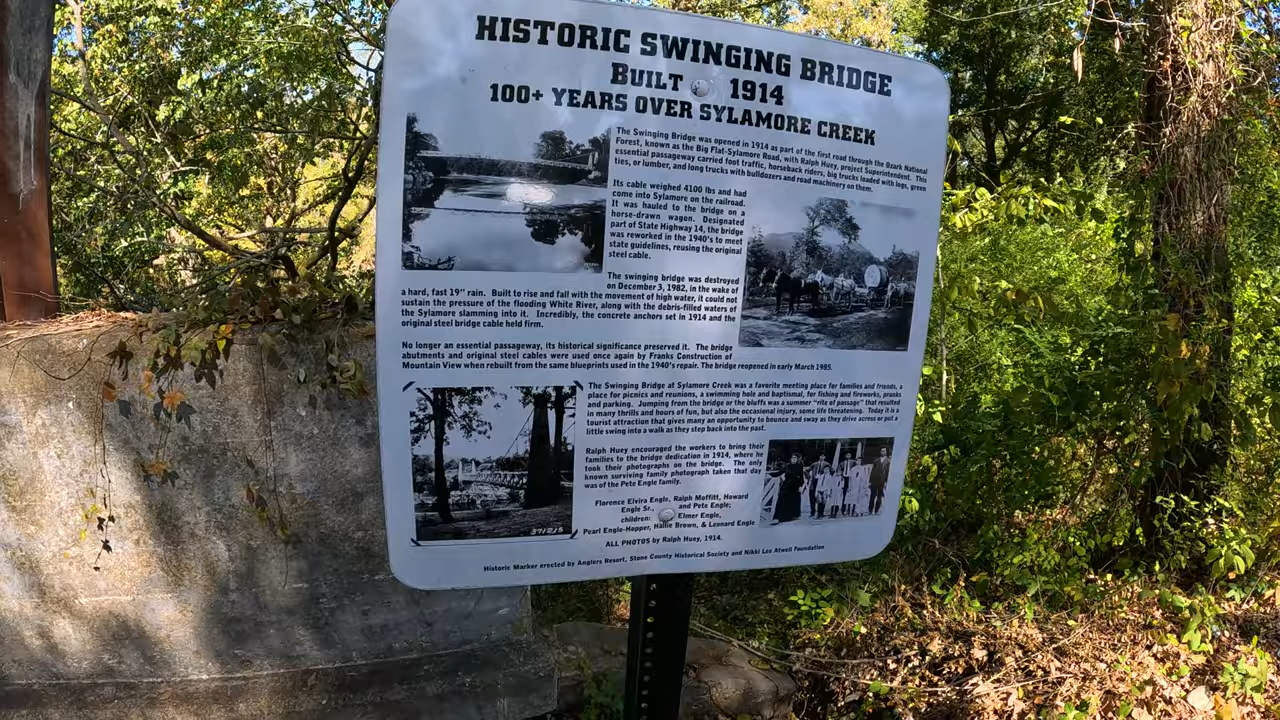 HISTORIC SWINGING BRIDGE
BUILT 1914
100+ YEARS OVER SYLAMORE CREEK
The Swinging Bridge was opened in 1914 as part of the first road through the Ozark National
Forest, known as the Big Flat-Sylamore Road, with Ralph Huey, project Superintendent. This
essential passageway carried foot traffic, horseback riders, big trucks loaded with logs, green
ties, or lumber, and long trucks with bulldozers and road machinery on them.
Its cable weighed 4100 lbs and had
come into Sylamore on the railroad.
It was hauled to the bridge on a
horse-drawn wagon. Designated
part of State Highway 14, the bridge
was reworked in the 1940's to meet
state guidelines, reusing the original
steel cable.
The swinging bridge was destroyed
on December 3, 1982, in the wake of
a hard, fast 19" rain. Built to rise and fall with the movement of high water, it could not
sustain the pressure of the flooding White River, along with the debris-filled waters of
the Sylamore slamming into it. Incredibly, the concrete anchors set in 1914 and the
original steel bridge cable held firm.
No longer an essential passageway, its historical significance preserved it. The bridge
abutments and original steel cables were used once again by Franks Construction of
Mountain View when rebuilt from the same blueprints used in the 1940's repair. The bridge reopened in early March 1985.
The Swinging Bridge at Sylamore Creek was a favorite meeting place for families and friends, a
place for picnics and reunions, a swimming hole and baptismal, for fishing and fireworks, pranks
and parking. Jumping from the bridge or the bluffs was a summer "rite of passage" that resulted
in many thrills and hours of fun, but also the occasional injury, some life threatening. Today it is a
tourist attraction that gives many an opportunity to bounce and sway as they drive across or put a
little swing into a walk as they step back into the past.
Ralph Huey encouraged the workers to bring their
families to the bridge dedication in 1914, where he
took their photographs on the bridge. The only
known surviving family photograph taken that day
was of the Pete Engle family.
Florence Elvira Engle, Ralph Moffitt, Howard
Engle Sr., and Pete Engle;
children: Elmer Engle,
Pearl Engle-Hopper, Hallie Brown, & Leonard Engle
ALL PHOTOS by Ralph Huey, 1914.
Historic Marker erected by Anglers Resort, Stone County Historical Society and Nikki Lee Atwell Foundation